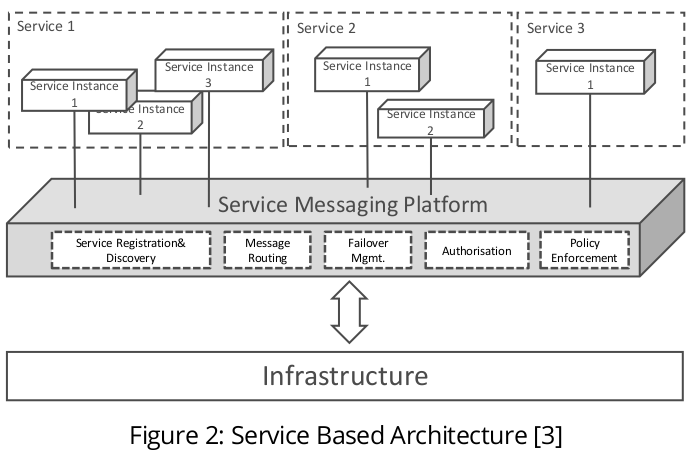 Service 1
Service Instance
1
Service Instance
2
Service Instance
3
Service 2
Service Instance
1
Service Instance
2
Service 3
Service Instance
1
Service Messaging Platform
Service Registration&
Discovery
Message
Routing
Failover
Mgmt.
Authorisation
Policy
Enforcement
Infrastructure
Figure 2: Service Based Architecture [3]